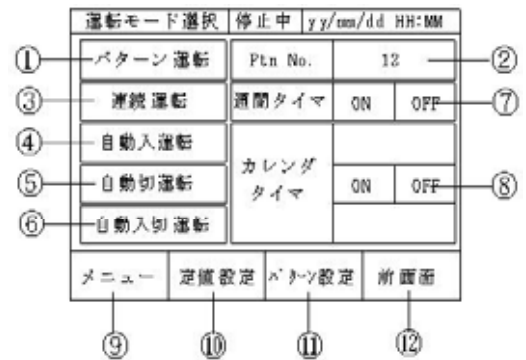 運転モード選択 停止中 yy/mm/dd HH:MM
① パターン運転 Ptn No. 12 ②
③ 連続運転 週間タイマ ON OFF ⑦
④ 自動入運転
⑤ 自動切運転 カレンダタイマ ON OFF ⑧
⑥ 自動入切運転
メニュー 定値設定 パターン設定 前画面
⑨ ⑩ ⑪ ⑫